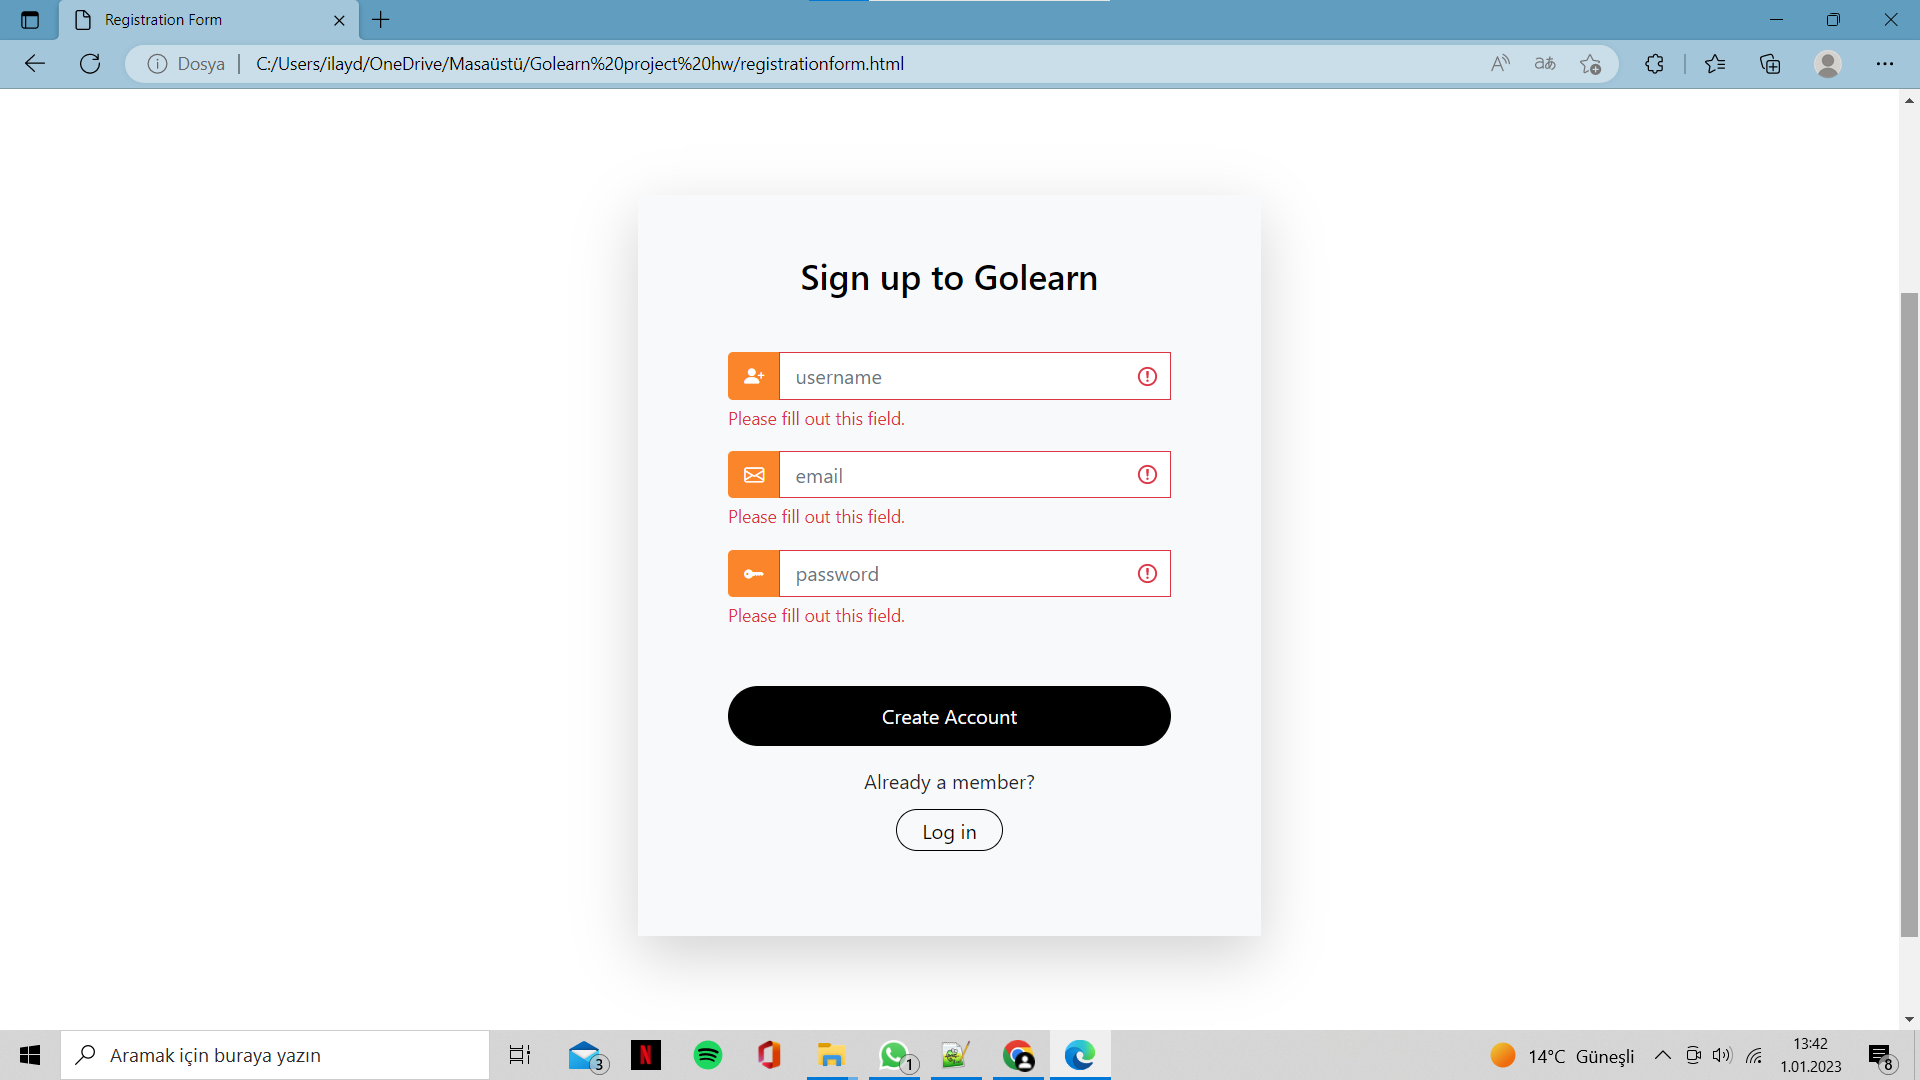 Registration Form
Dosya C:/Users/ilayd/OneDrive/Masaüstü/Golearn%20project%20hw/registrationform.html
Sign up to Golearn
username
Please fill out this field.
email
Please fill out this field.
password
Please fill out this field.
Create Account
Already a member?
Log in
Aramak için buraya yazın
3
1
14°C Güneşli
13:42
1.01.2023
8